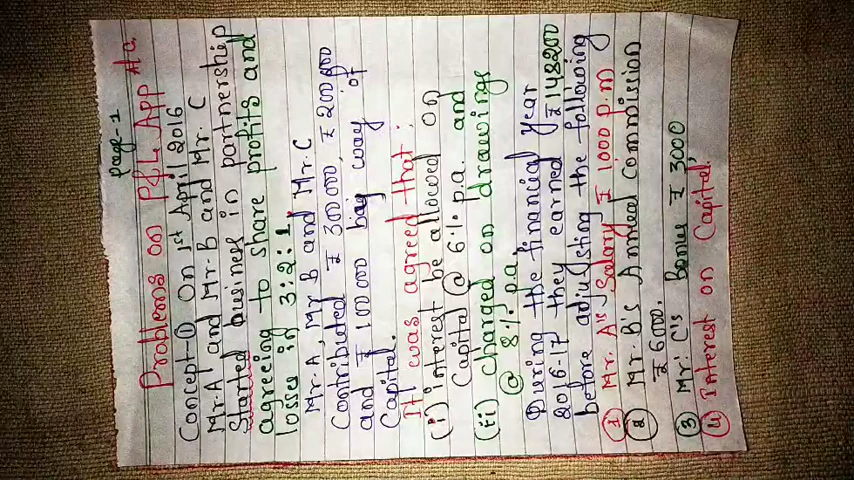 page-1
Problems on P&L App A/c.
Concept-① On 1st April 2016
Mr.A and Mr.B and Mr. C
Started business in partnership
agreeing to share profits and
losses in 3:2:1.
Mr.A, Mr B and Mr.C
Contributed ₹ 300000, ₹ 200000
and ₹ 100000 by way of
Capital.
It was agreed that:
(i) interest be allowed on
Capital @ 6%. p.a. and
(ii) charged on drawings
@ 8%. p.a.
During the financial year
2016-17 they earned ₹148200
before adjusting the following
① Mr. A's Salary ₹ 1000 p.m
② Mr. B's Annual Commission
₹ 6000.
③ Mr. C's Bonus ₹ 3000
④ Interest on Capital.